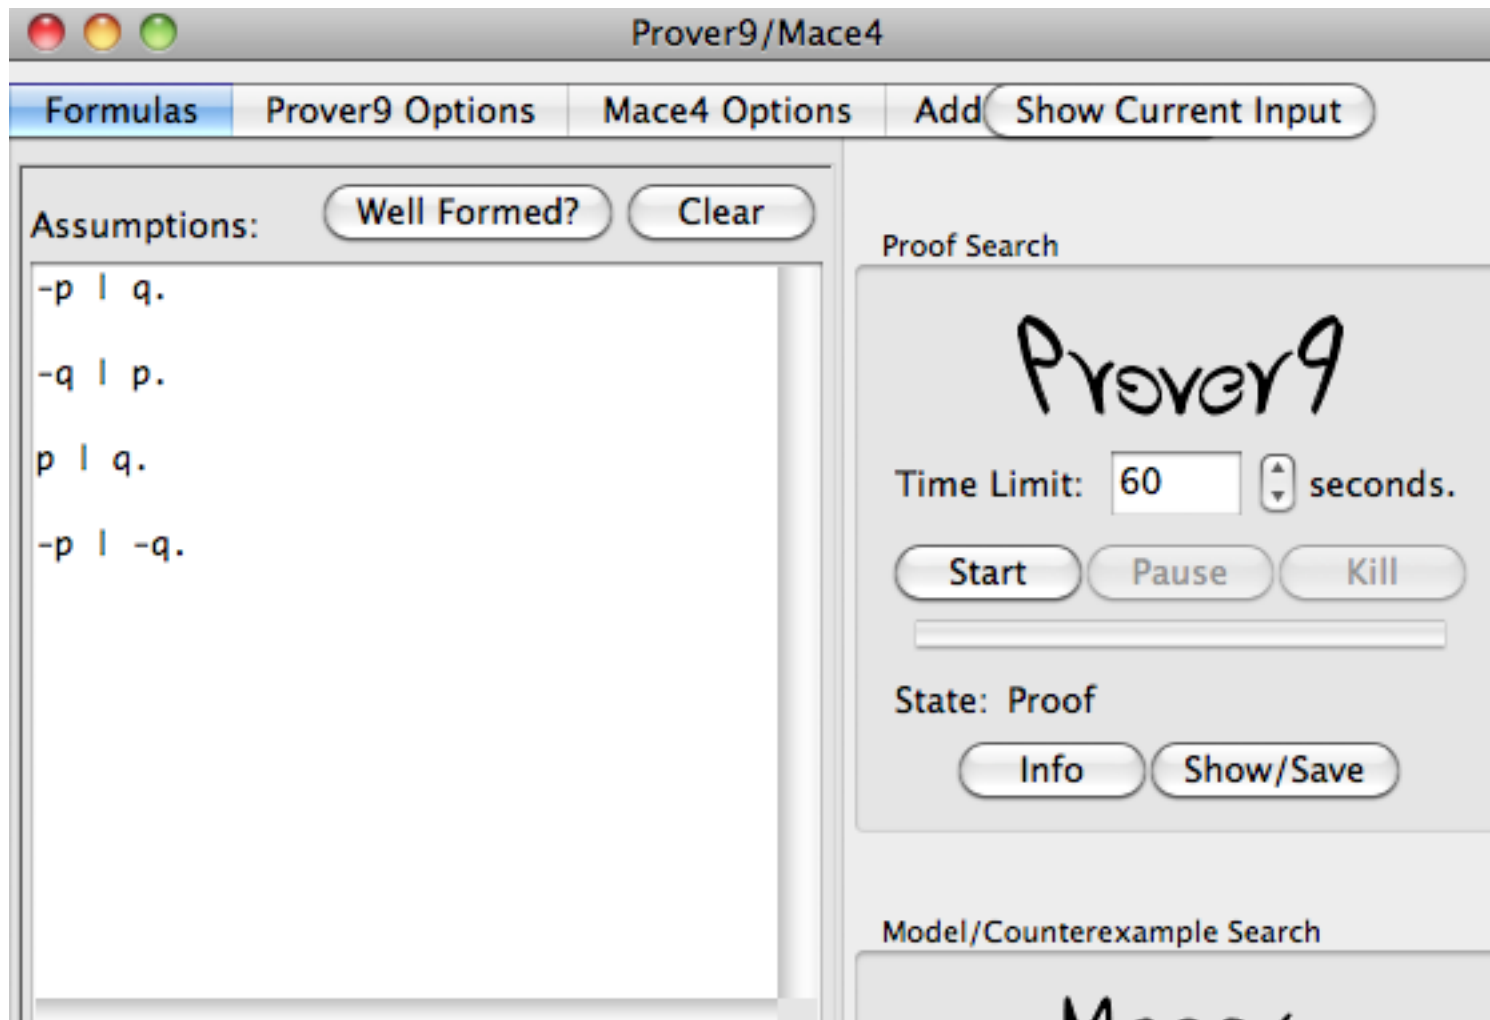 Prover9/Mace4
Formulas Prover9 Options Mace4 Options Add Show Current Input
Assumptions: Well Formed? Clear
-p | q.
-q | p.
p | q.
-p | -q.
Proof Search
Prover9
Time Limit: 60 seconds.
Start Pause Kill
State: Proof
Info Show/Save
Model/Counterexample Search